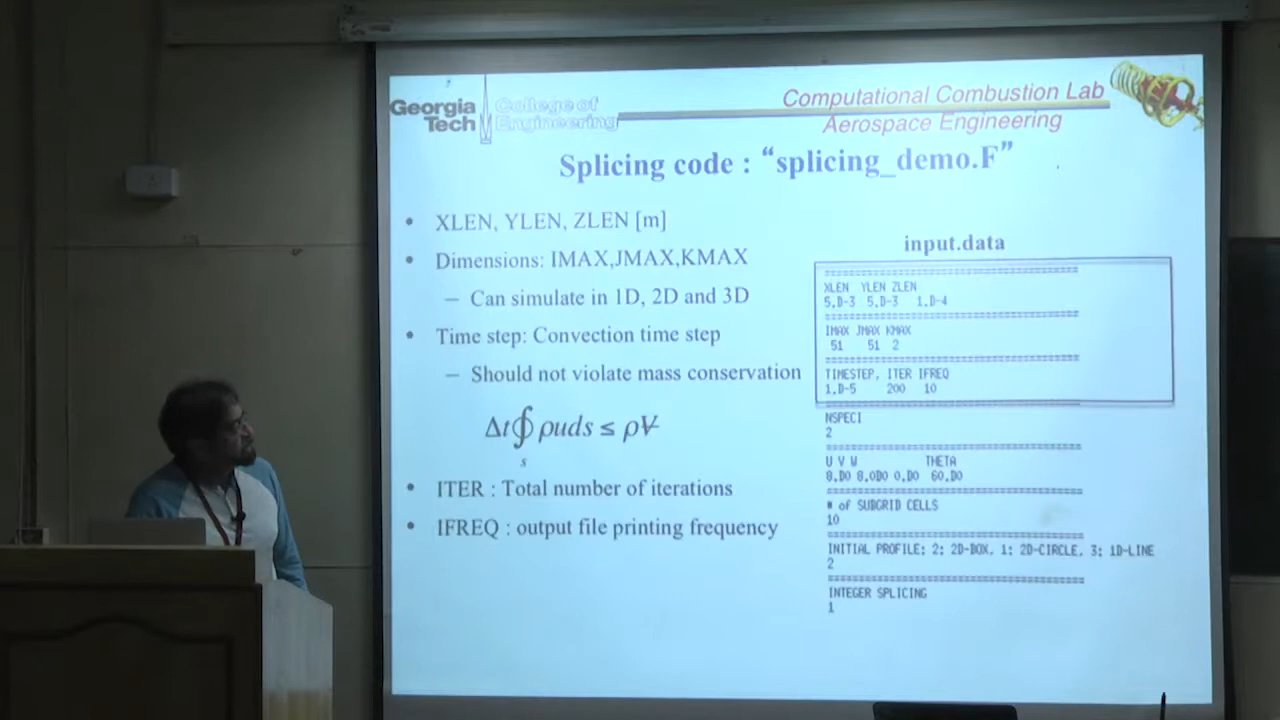 Georgia
Tech
College of
Engineering
Computational Combustion Lab
Aerospace Engineering
Splicing code : “splicing_demo.F”
• XLEN, YLEN, ZLEN [m]
• Dimensions: IMAX,JMAX,KMAX
– Can simulate in 1D, 2D and 3D
• Time step: Convection time step
– Should not violate mass conservation
Δt∮ρuds ≤ ρV
s
• ITER : Total number of iterations
• IFREQ : output file printing frequency
input.data
XLEN YLEN ZLEN
5.D-3 5.D-3 1.D-4
IMAX JMAX KMAX
51 51 2
TIMESTEP, ITER IFREQ
1.D-5 200 10
NSPECI
2
U V W THETA
8.D0 8.0D0 0.D0 60.D0
# of SUBGRID CELLS
10
INITIAL PROFILE: 2: 2D-BOX, 1: 2D-CIRCLE, 3: 1D-LINE
2
INTEGER SPLICING
1